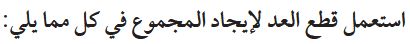 استعمل قطع العد لإيجاد المجموع في كل مما يلي: